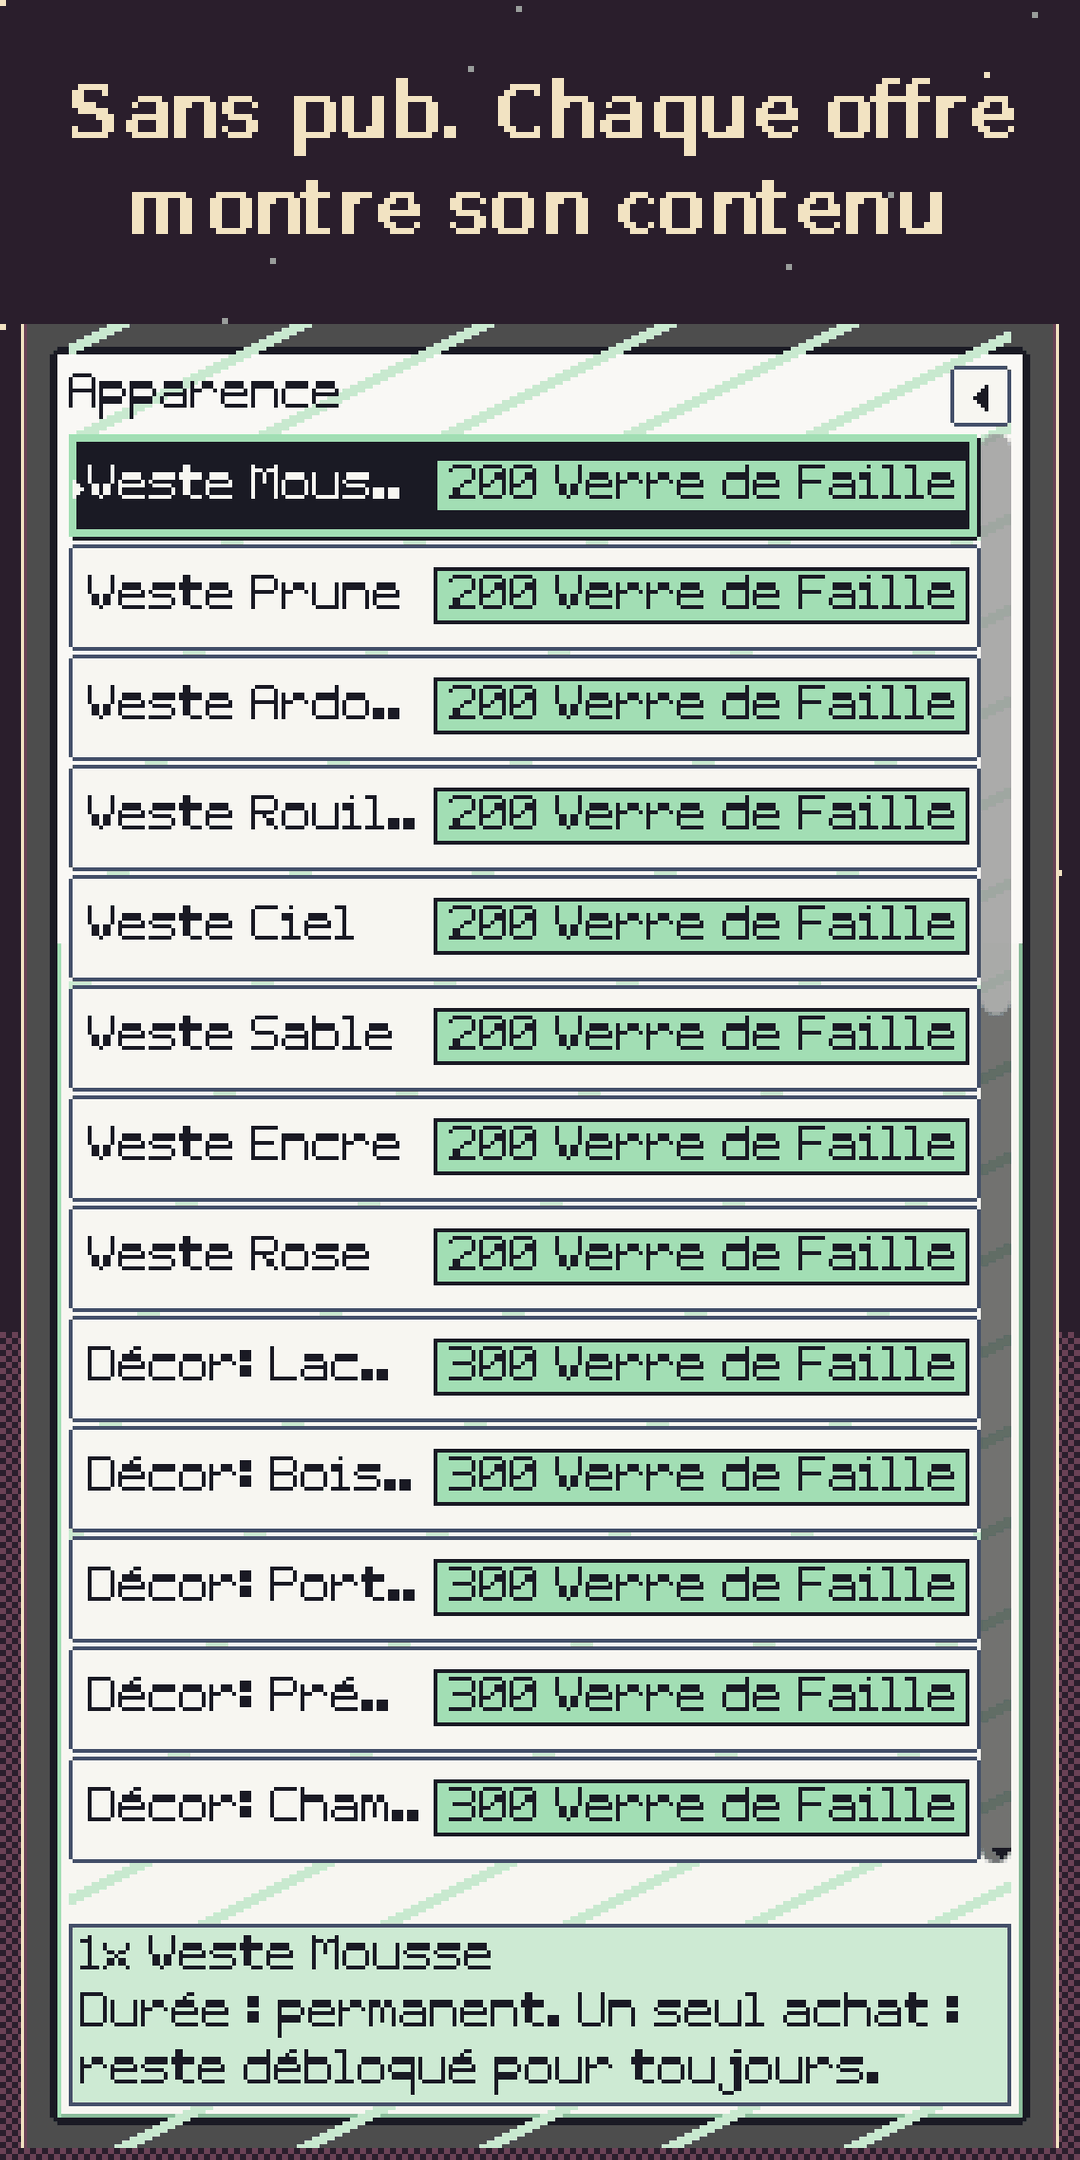 Sans pub. Chaque offre
montre son contenu
Apparence
Veste Mous.. 200 Verre de Faille
Veste Prune 200 Verre de Faille
Veste Ardo.. 200 Verre de Faille
Veste Rouil.. 200 Verre de Faille
Veste Ciel 200 Verre de Faille
Veste Sable 200 Verre de Faille
Veste Encre 200 Verre de Faille
Veste Rose 200 Verre de Faille
Décor: Lac.. 300 Verre de Faille
Décor: Bois.. 300 Verre de Faille
Décor: Port.. 300 Verre de Faille
Décor: Pré.. 300 Verre de Faille
Décor: Cham.. 300 Verre de Faille
1x Veste Mousse
Durée : permanent. Un seul achat :
reste débloqué pour toujours.